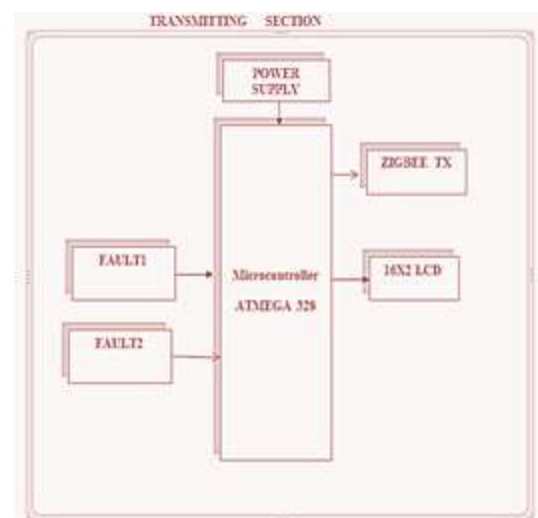 TRANSMITTING SECTION
POWER
SUPPLY
ZIGBEE TX
FAULT1
Microcontroller
16X2 LCD
ATMEGA 328
FAULT2